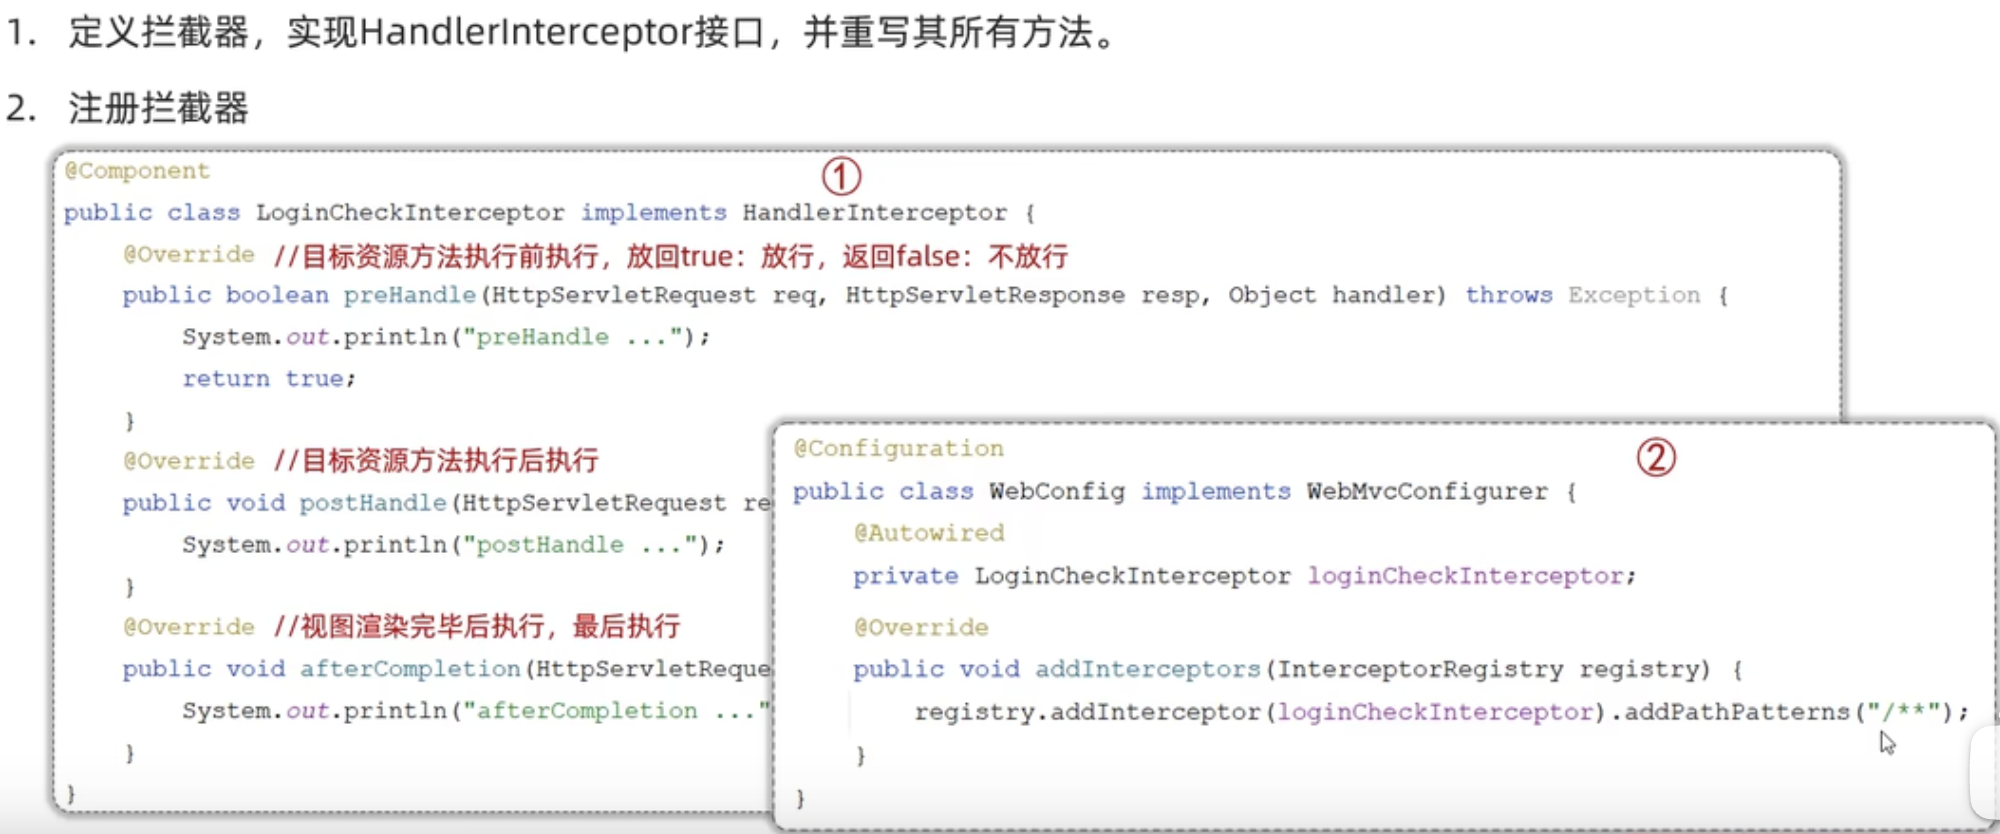 1. 定义拦截器，实现HandlerInterceptor接口，并重写其所有方法。
2. 注册拦截器
@Component
①
public class LoginCheckInterceptor implements HandlerInterceptor {
@Override //目标资源方法执行前执行，放回true：放行，返回false：不放行
public boolean preHandle(HttpServletRequest req, HttpServletResponse resp, Object handler) throws Exception {
System.out.println("preHandle ...");
return true;
}
@Override //目标资源方法执行后执行
public void postHandle(HttpServletRequest re
System.out.println("postHandle ...");
}
@Override //视图渲染完毕后执行，最后执行
public void afterCompletion(HttpServletReque
System.out.println("afterCompletion ..."
}
}
@Configuration
②
public class WebConfig implements WebMvcConfigurer {
@Autowired
private LoginCheckInterceptor loginCheckInterceptor;
@Override
public void addInterceptors(InterceptorRegistry registry) {
registry.addInterceptor(loginCheckInterceptor).addPathPatterns("/**");
}
}